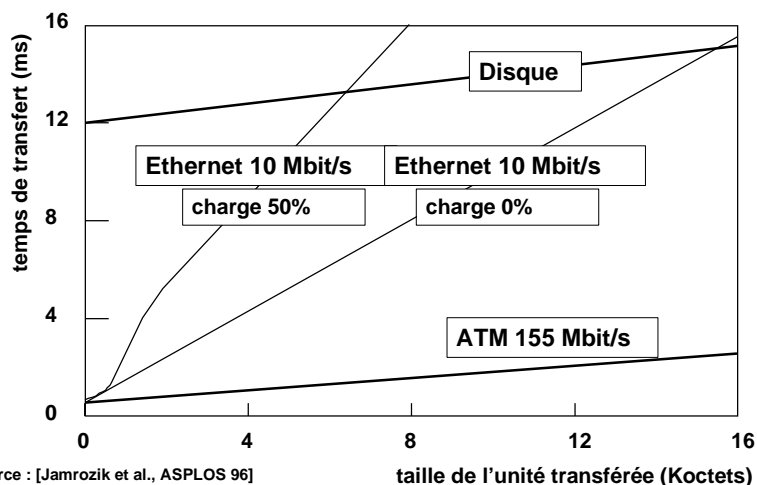 temps de transfert (ms)
16
12
8
4
0
Disque
Ethernet 10 Mbit/s
charge 50%
Ethernet 10 Mbit/s
charge 0%
ATM 155 Mbit/s
0
4
8
12
16
rce : [Jamrozik et al., ASPLOS 96]
taille de l'unité transférée (Koctets)